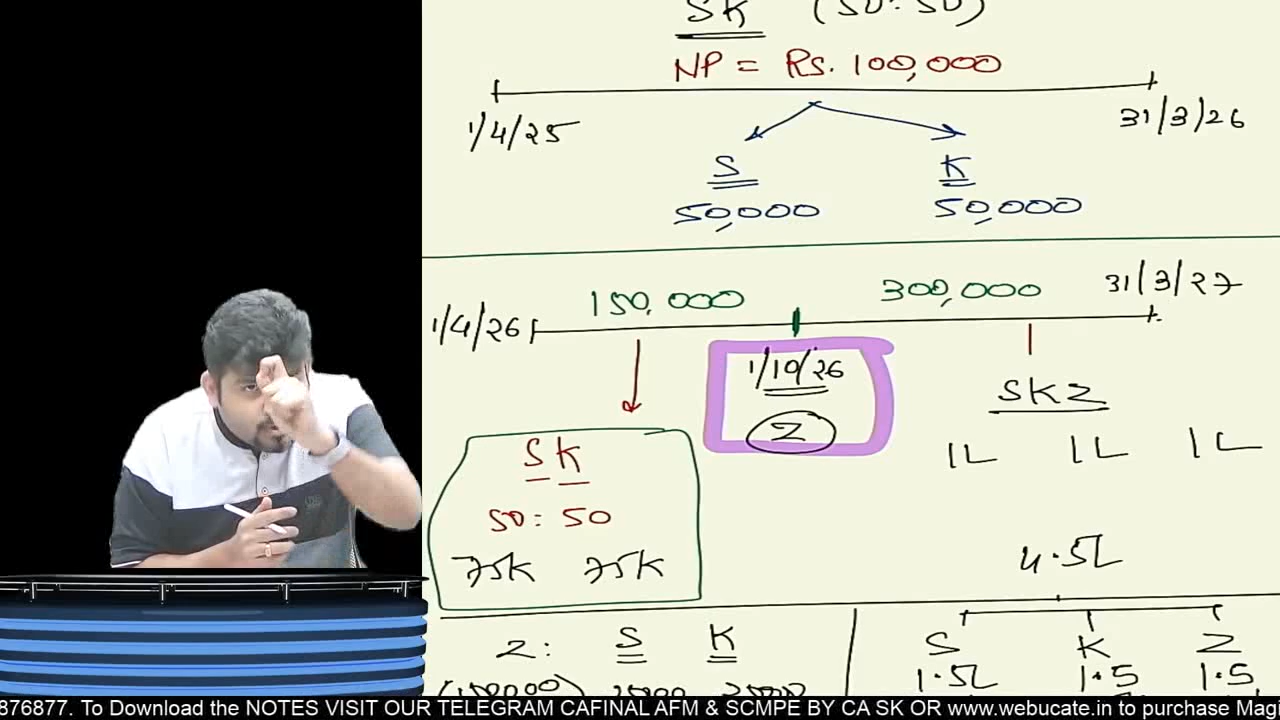 SK (50:50)
NP = Rs. 100,000
1/4/25
31/3/26
S K
50,000 50,000
150,000 300,000 31/3/27
1/4/26
1/10/26
Z
SKZ
1L 1L 1L
SK
50:50
75K 75K
4.5L
Z: S K
S K Z
1.5L 1.5 1.5
876877. To Download the NOTES VISIT OUR TELEGRAM CAFINAL AFM & SCMPE BY CA SK OR www.webucate.in to purchase Mag